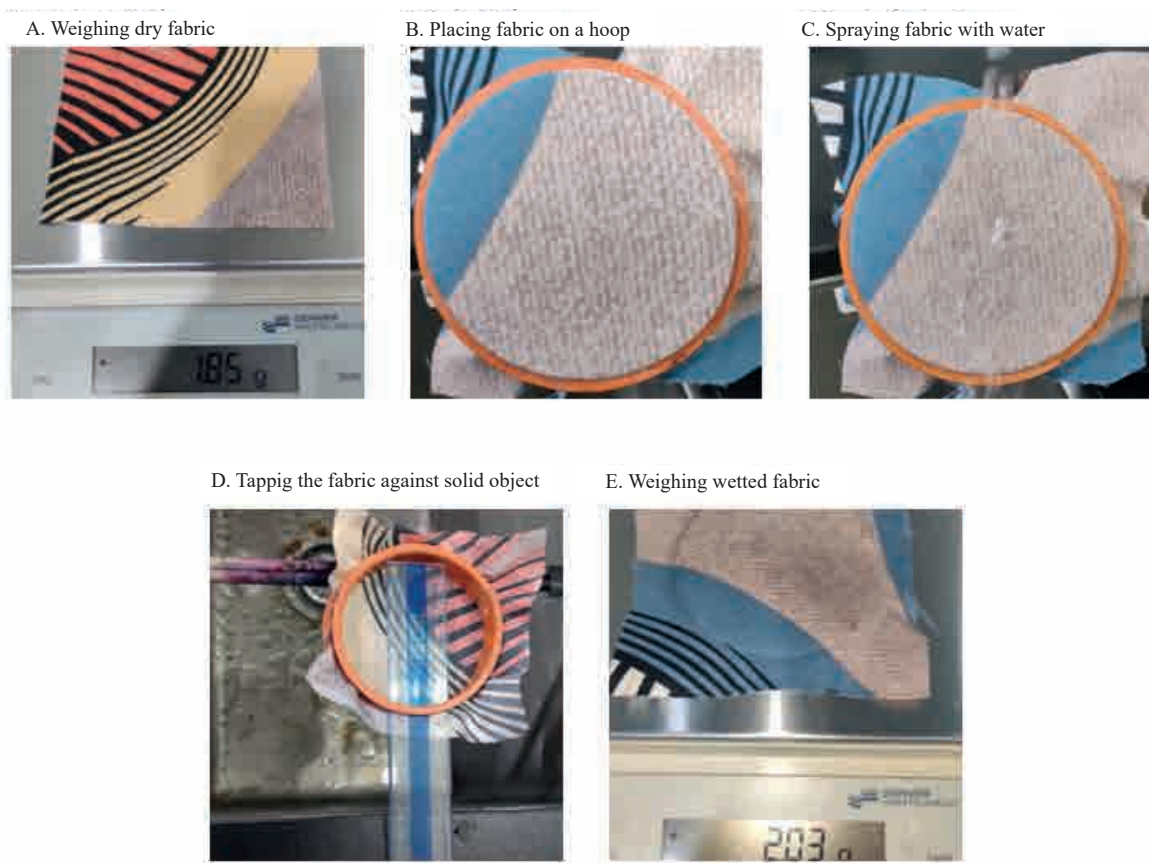 A. Weighing dry fabric
B. Placing fabric on a hoop
C. Spraying fabric with water
1.85 g
D. Tappig the fabric against solid object
E. Weighing wetted fabric
2.03 g